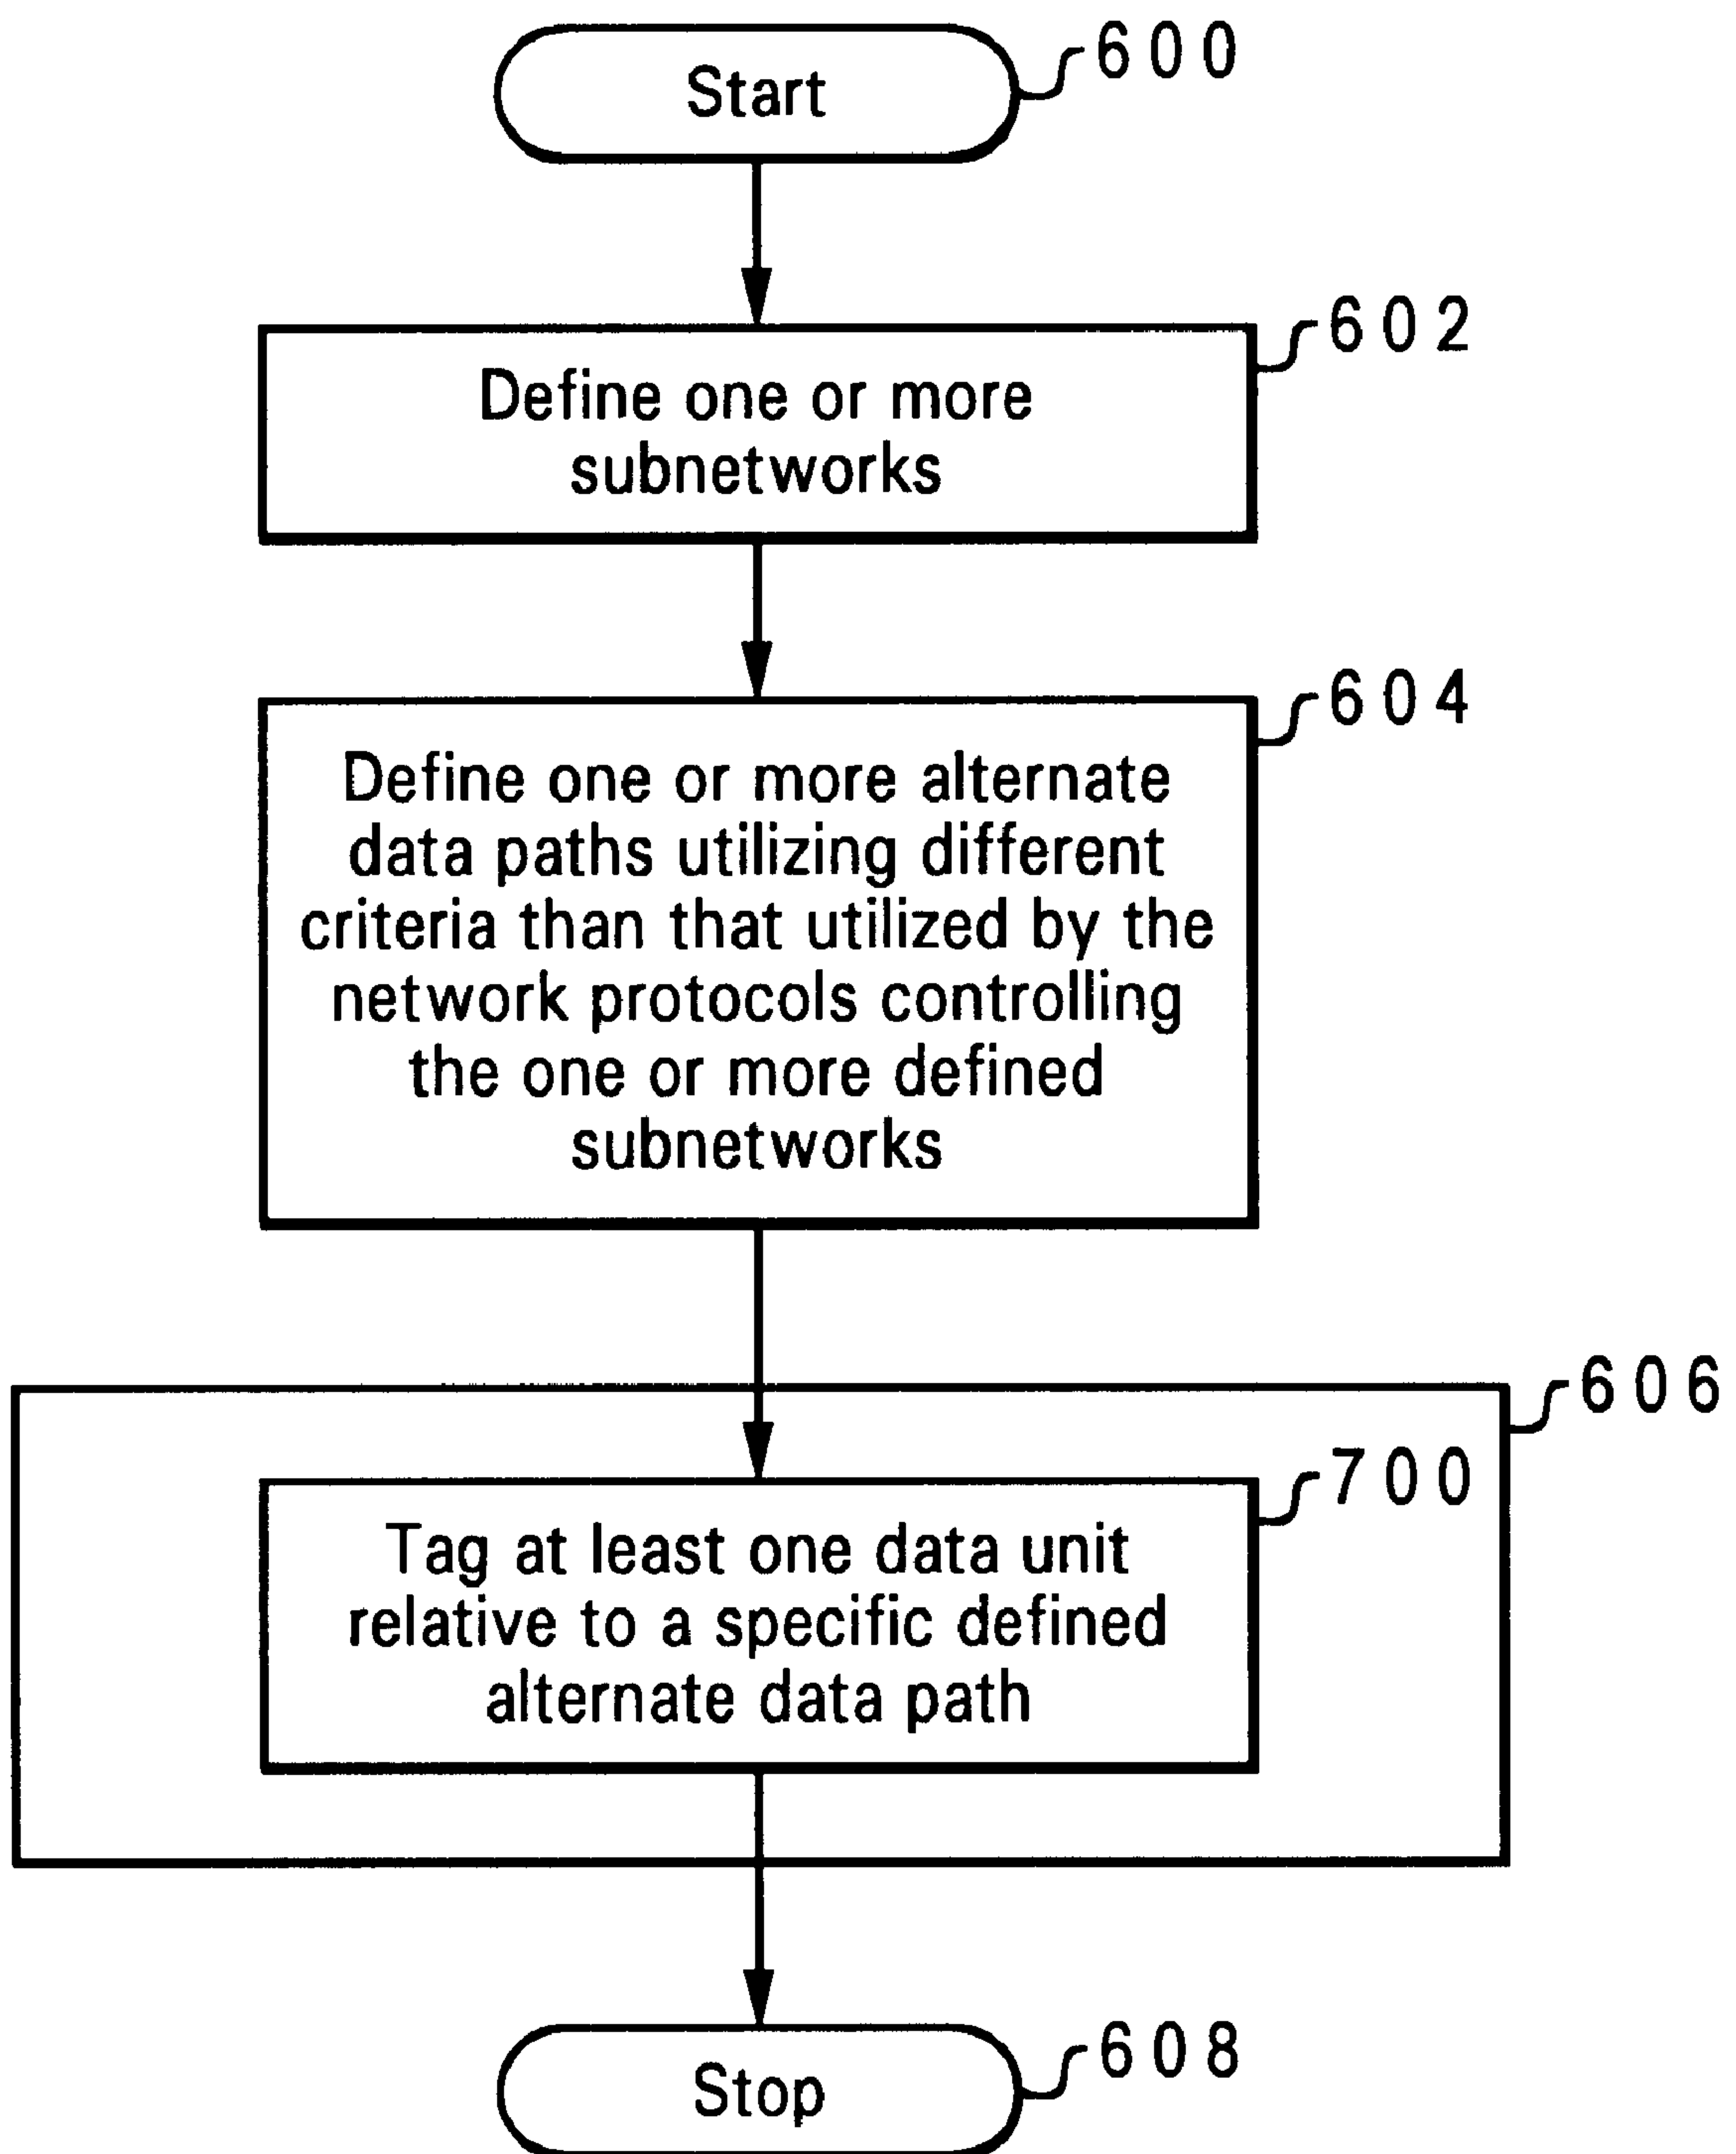 Start
600
602
Define one or more
subnetworks
604
Define one or more alternate
data paths utilizing different
criteria than that utilized by the
network protocols controlling
the one or more defined
subnetworks
606
700
Tag at least one data unit
relative to a specific defined
alternate data path
608
Stop